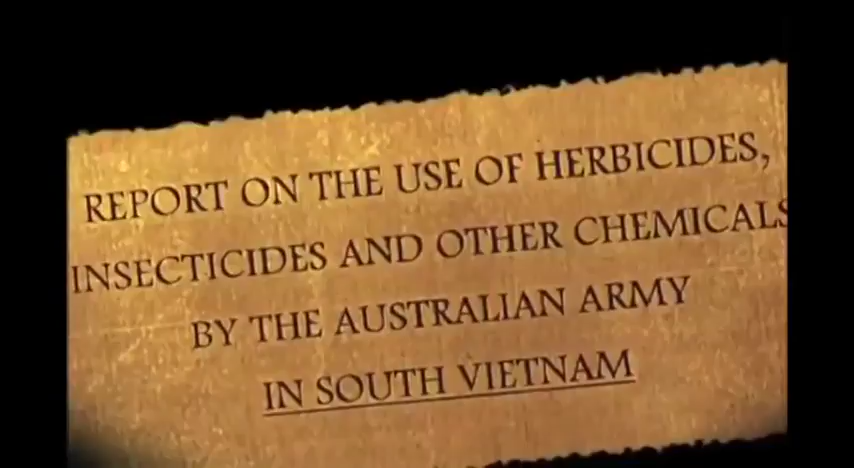 REPORT ON THE USE OF HERBICIDES,
INSECTICIDES AND OTHER CHEMICALS
BY THE AUSTRALIAN ARMY
IN SOUTH VIETNAM